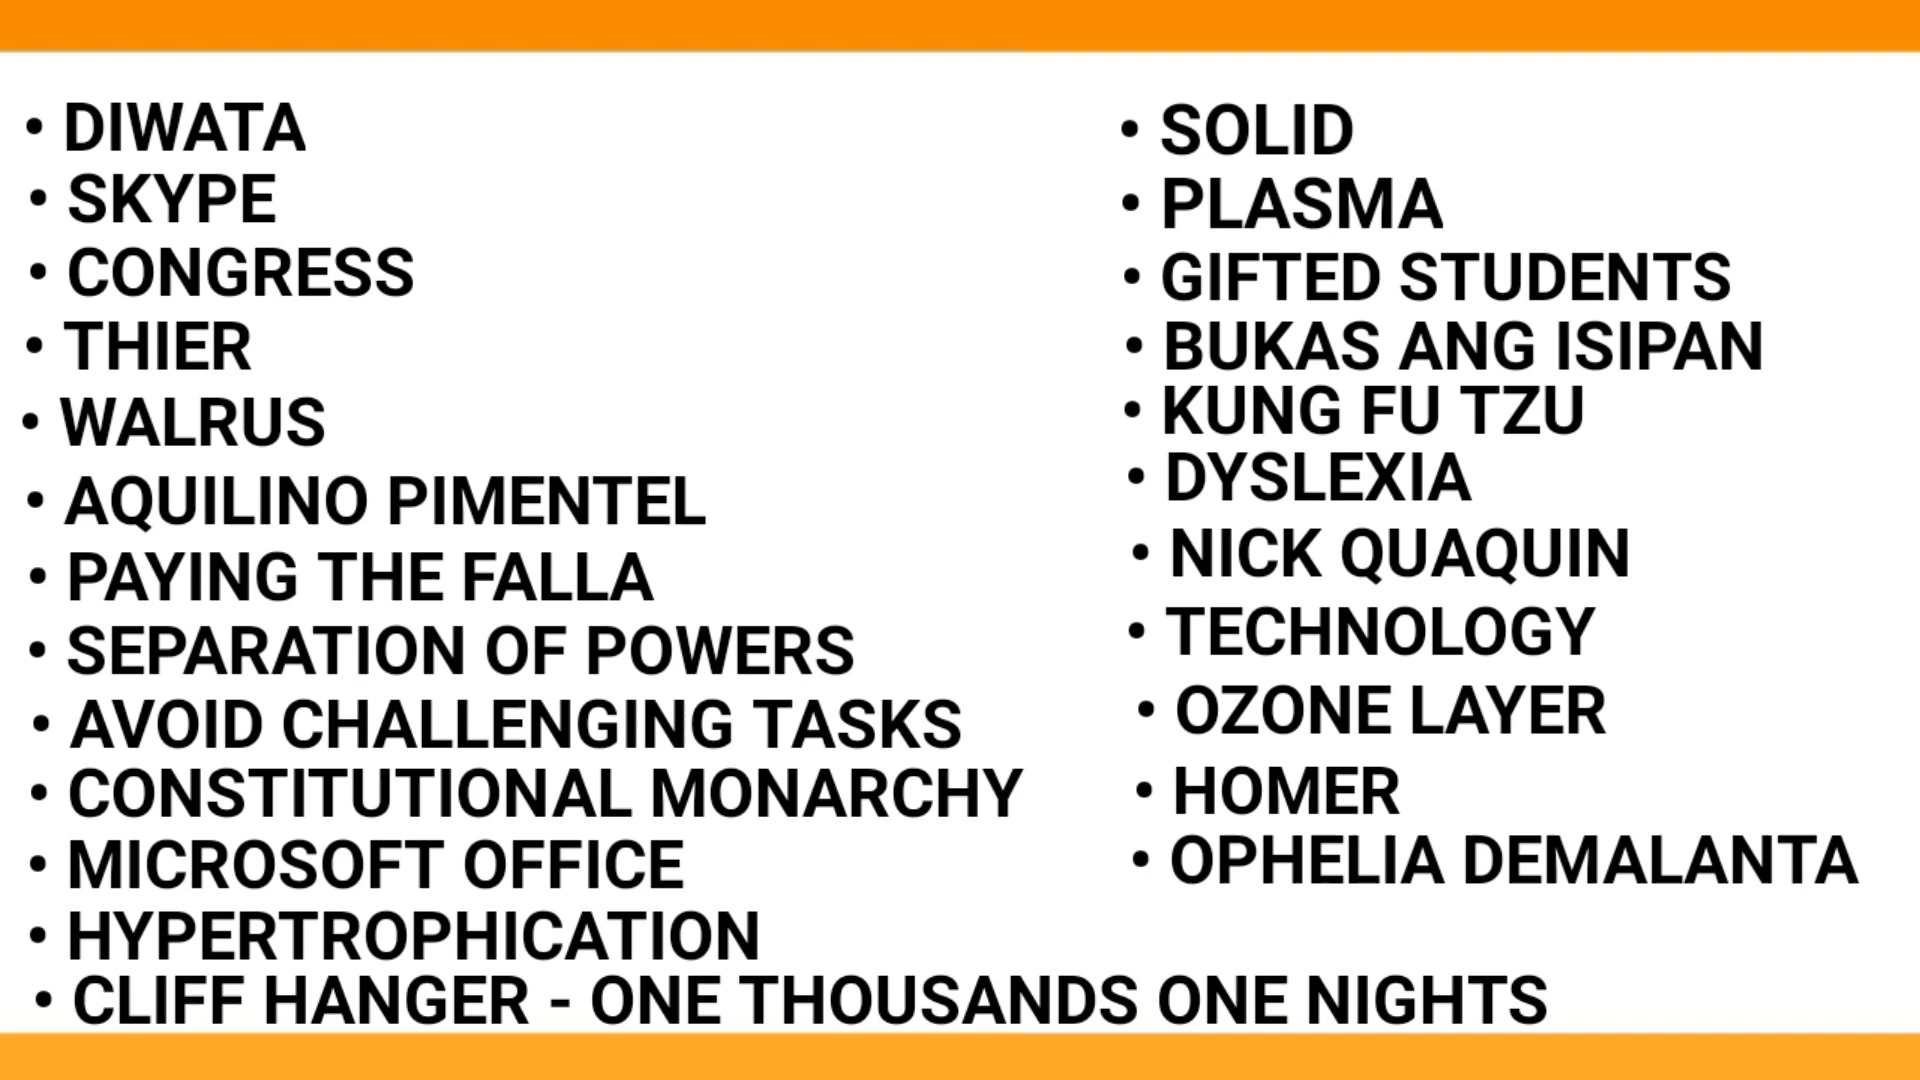 • DIWATA
• SKYPE
• CONGRESS
• THIER
• WALRUS
• AQUILINO PIMENTEL
• PAYING THE FALLA
• SEPARATION OF POWERS
• AVOID CHALLENGING TASKS
• CONSTITUTIONAL MONARCHY
• MICROSOFT OFFICE
• HYPERTROPHICATION
• CLIFF HANGER - ONE THOUSANDS ONE NIGHTS
• SOLID
• PLASMA
• GIFTED STUDENTS
• BUKAS ANG ISIPAN
• KUNG FU TZU
• DYSLEXIA
• NICK QUAQUIN
• TECHNOLOGY
• OZONE LAYER
• HOMER
• OPHELIA DEMALANTA